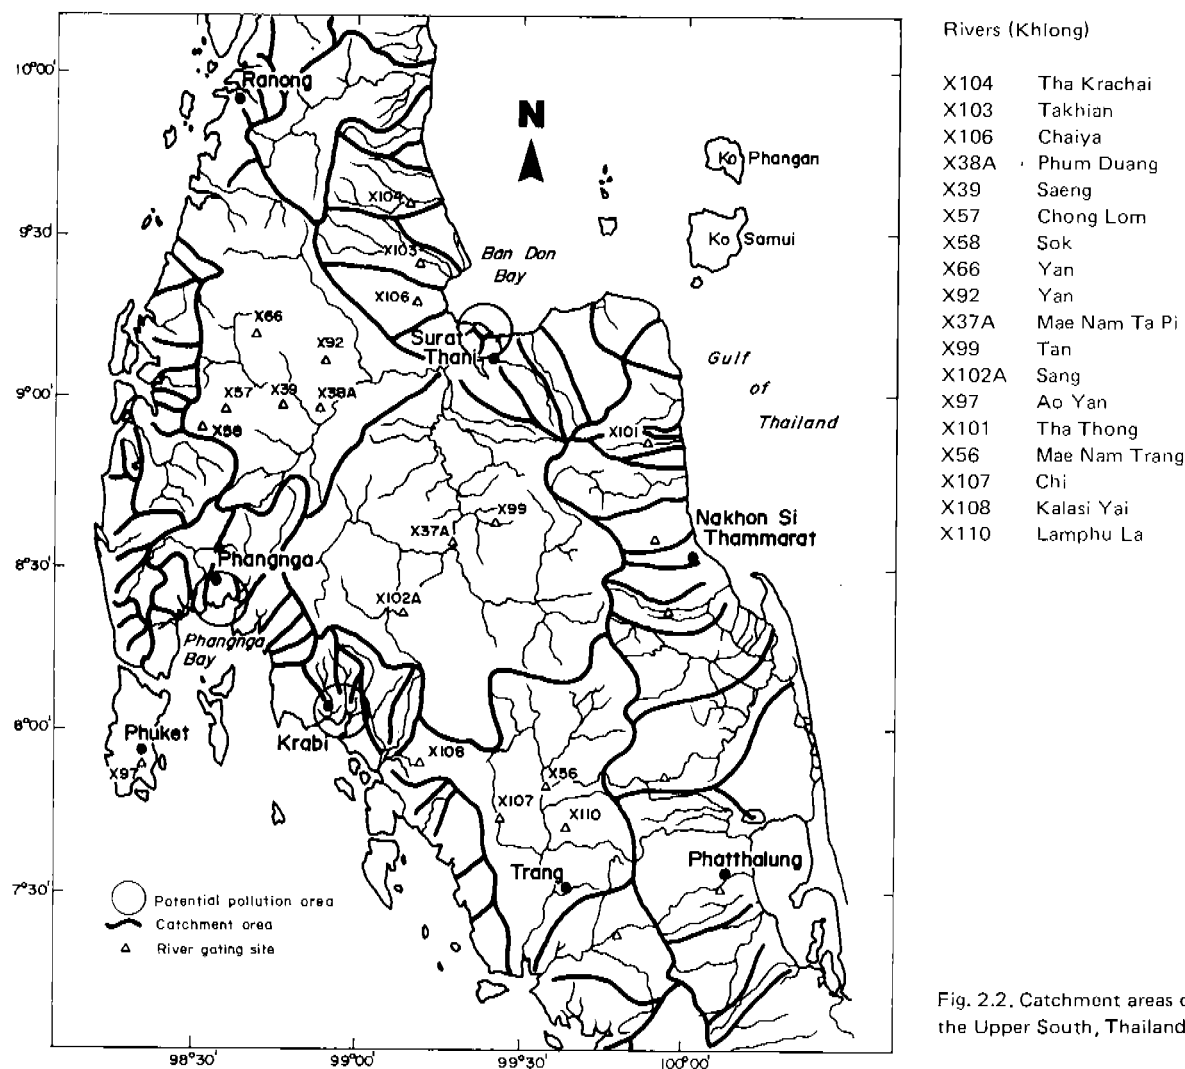 Rivers (Khlong)
X104 Tha Krachai
X103 Takhian
X106 Chaiya
X38A Phum Duang
X39 Saeng
X57 Chong Lom
X58 Sok
X66 Yan
X92 Yan
X37A Mae Nam Ta Pi
X99 Tan
X102A Sang
X97 Ao Yan
X101 Tha Thong
X56 Mae Nam Trang
X107 Chi
X108 Kalasi Yai
X110 Lamphu La
10°00'
Ranong
N
Ko Phangan
X104
9°30'
Ko Samui
X103
Ban Don
Bay
X106
X66
X92
Surat
Thani
Gulf
of
Thailand
9°00'
X57
X39
X38A
X58
X101
X99
X37A
Nakhon Si
Thammarat
8°30'
Phangnga
X102A
Phangnga
Bay
8°00'
Phuket
Krabi
X108
X97
X56
X107
X110
Trang
Phatthalung
7°30'
Potential pollution area
Catchment area
River gating site
98°30'
99°00'
99°30'
100°00'
Fig. 2.2. Catchment areas
the Upper South, Thailand